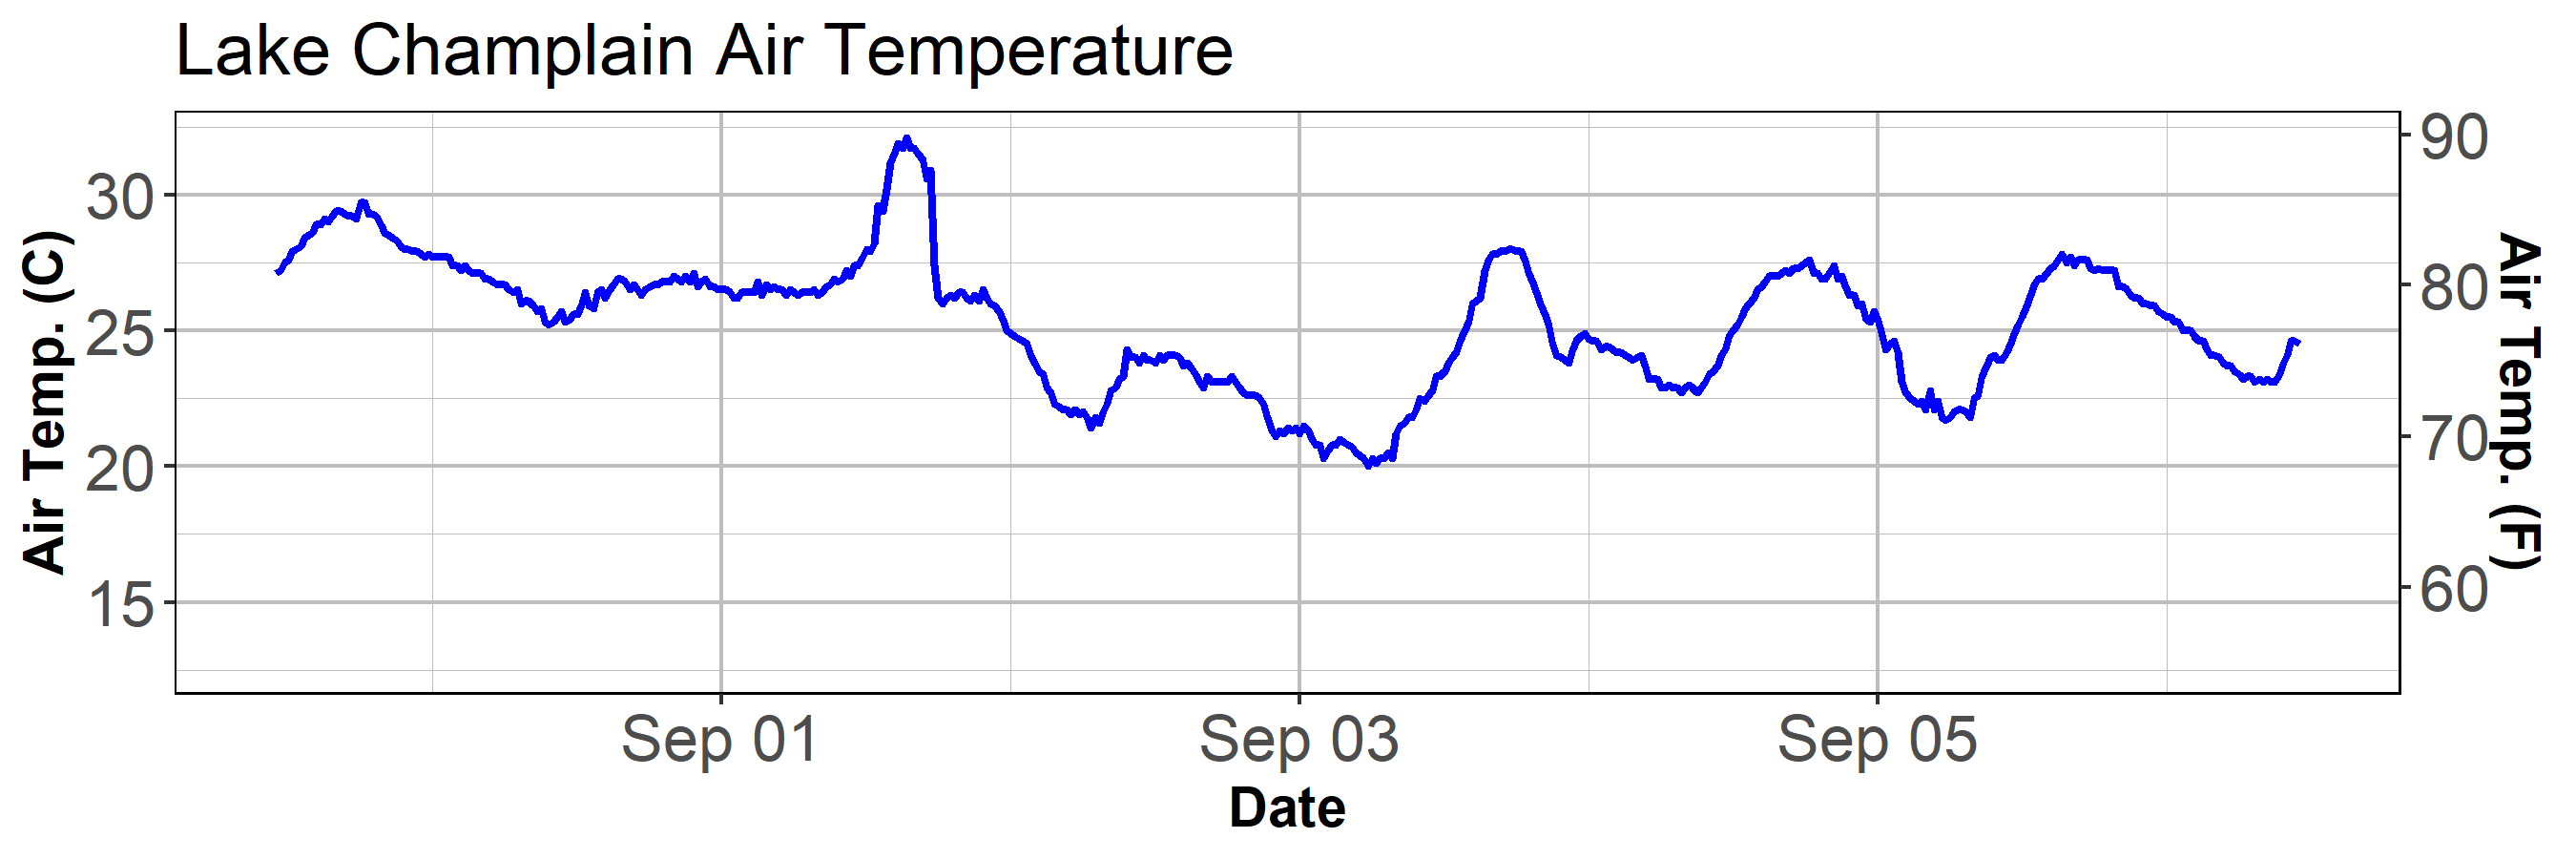 Lake Champlain Air Temperature
Air Temp. (C)
30
25
20
15
90
80
70
60
Air Temp. (F)
Sep 01
Sep 03
Sep 05
Date